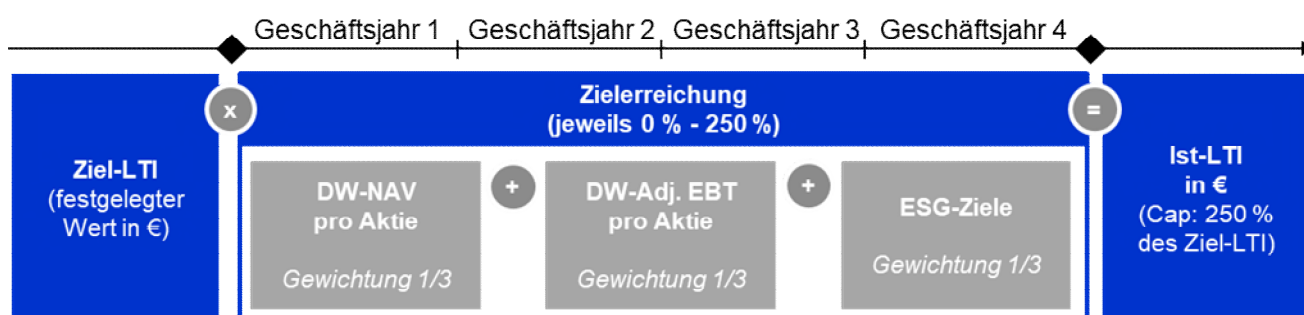 Geschäftsjahr 1
Geschäftsjahr 2
Geschäftsjahr 3
Geschäftsjahr 4
Ziel-LTI
(festgelegter
Wert in €)
x
Zielerreichung
(jeweils 0 % - 250 %)
DW-NAV
pro Aktie
Gewichtung 1/3
+
DW-Adj. EBT
pro Aktie
Gewichtung 1/3
+
ESG-Ziele
Gewichtung 1/3
=
Ist-LTI
in €
(Cap: 250 %
des Ziel-LTI)